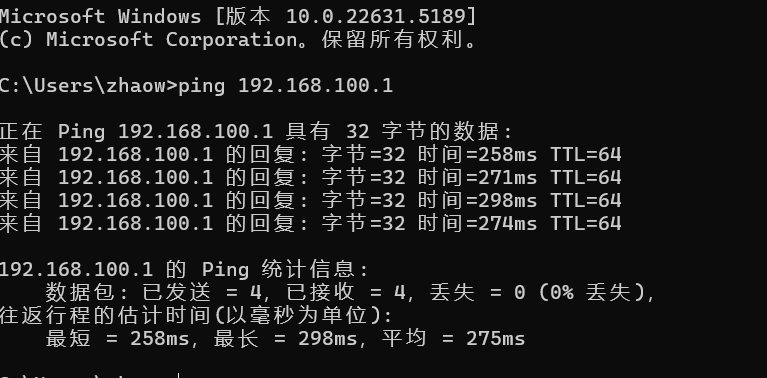 Microsoft Windows [版本 10.0.22631.5189]
(c) Microsoft Corporation。保留所有权利。
C:\Users\zhaow>ping 192.168.100.1
正在 Ping 192.168.100.1 具有 32 字节的数据:
来自 192.168.100.1 的回复: 字节=32 时间=258ms TTL=64
来自 192.168.100.1 的回复: 字节=32 时间=271ms TTL=64
来自 192.168.100.1 的回复: 字节=32 时间=298ms TTL=64
来自 192.168.100.1 的回复: 字节=32 时间=274ms TTL=64
192.168.100.1 的 Ping 统计信息:
数据包: 已发送 = 4，已接收 = 4，丢失 = 0 (0% 丢失)，
往返行程的估计时间(以毫秒为单位):
最短 = 258ms，最长 = 298ms，平均 = 275ms